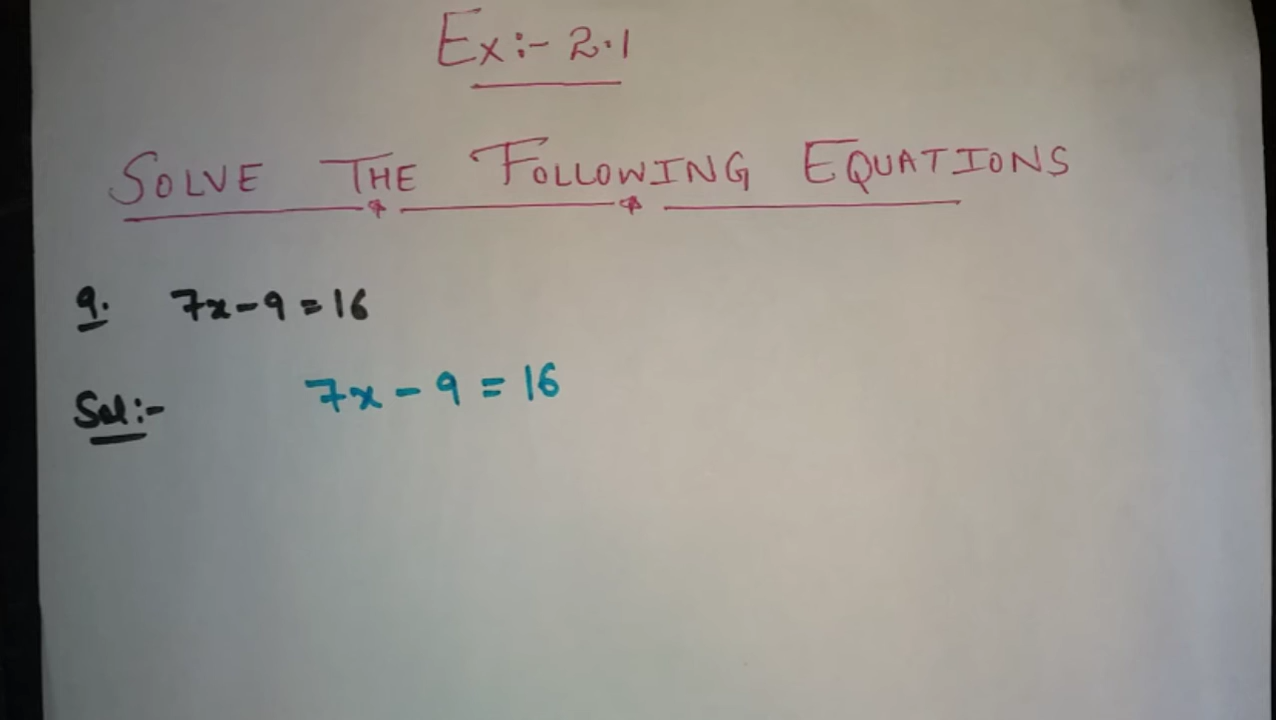 Ex:- 2.1
SOLVE THE FOLLOWING EQUATIONS
9. 7x-9=16
Sol:- 7x - 9 = 16